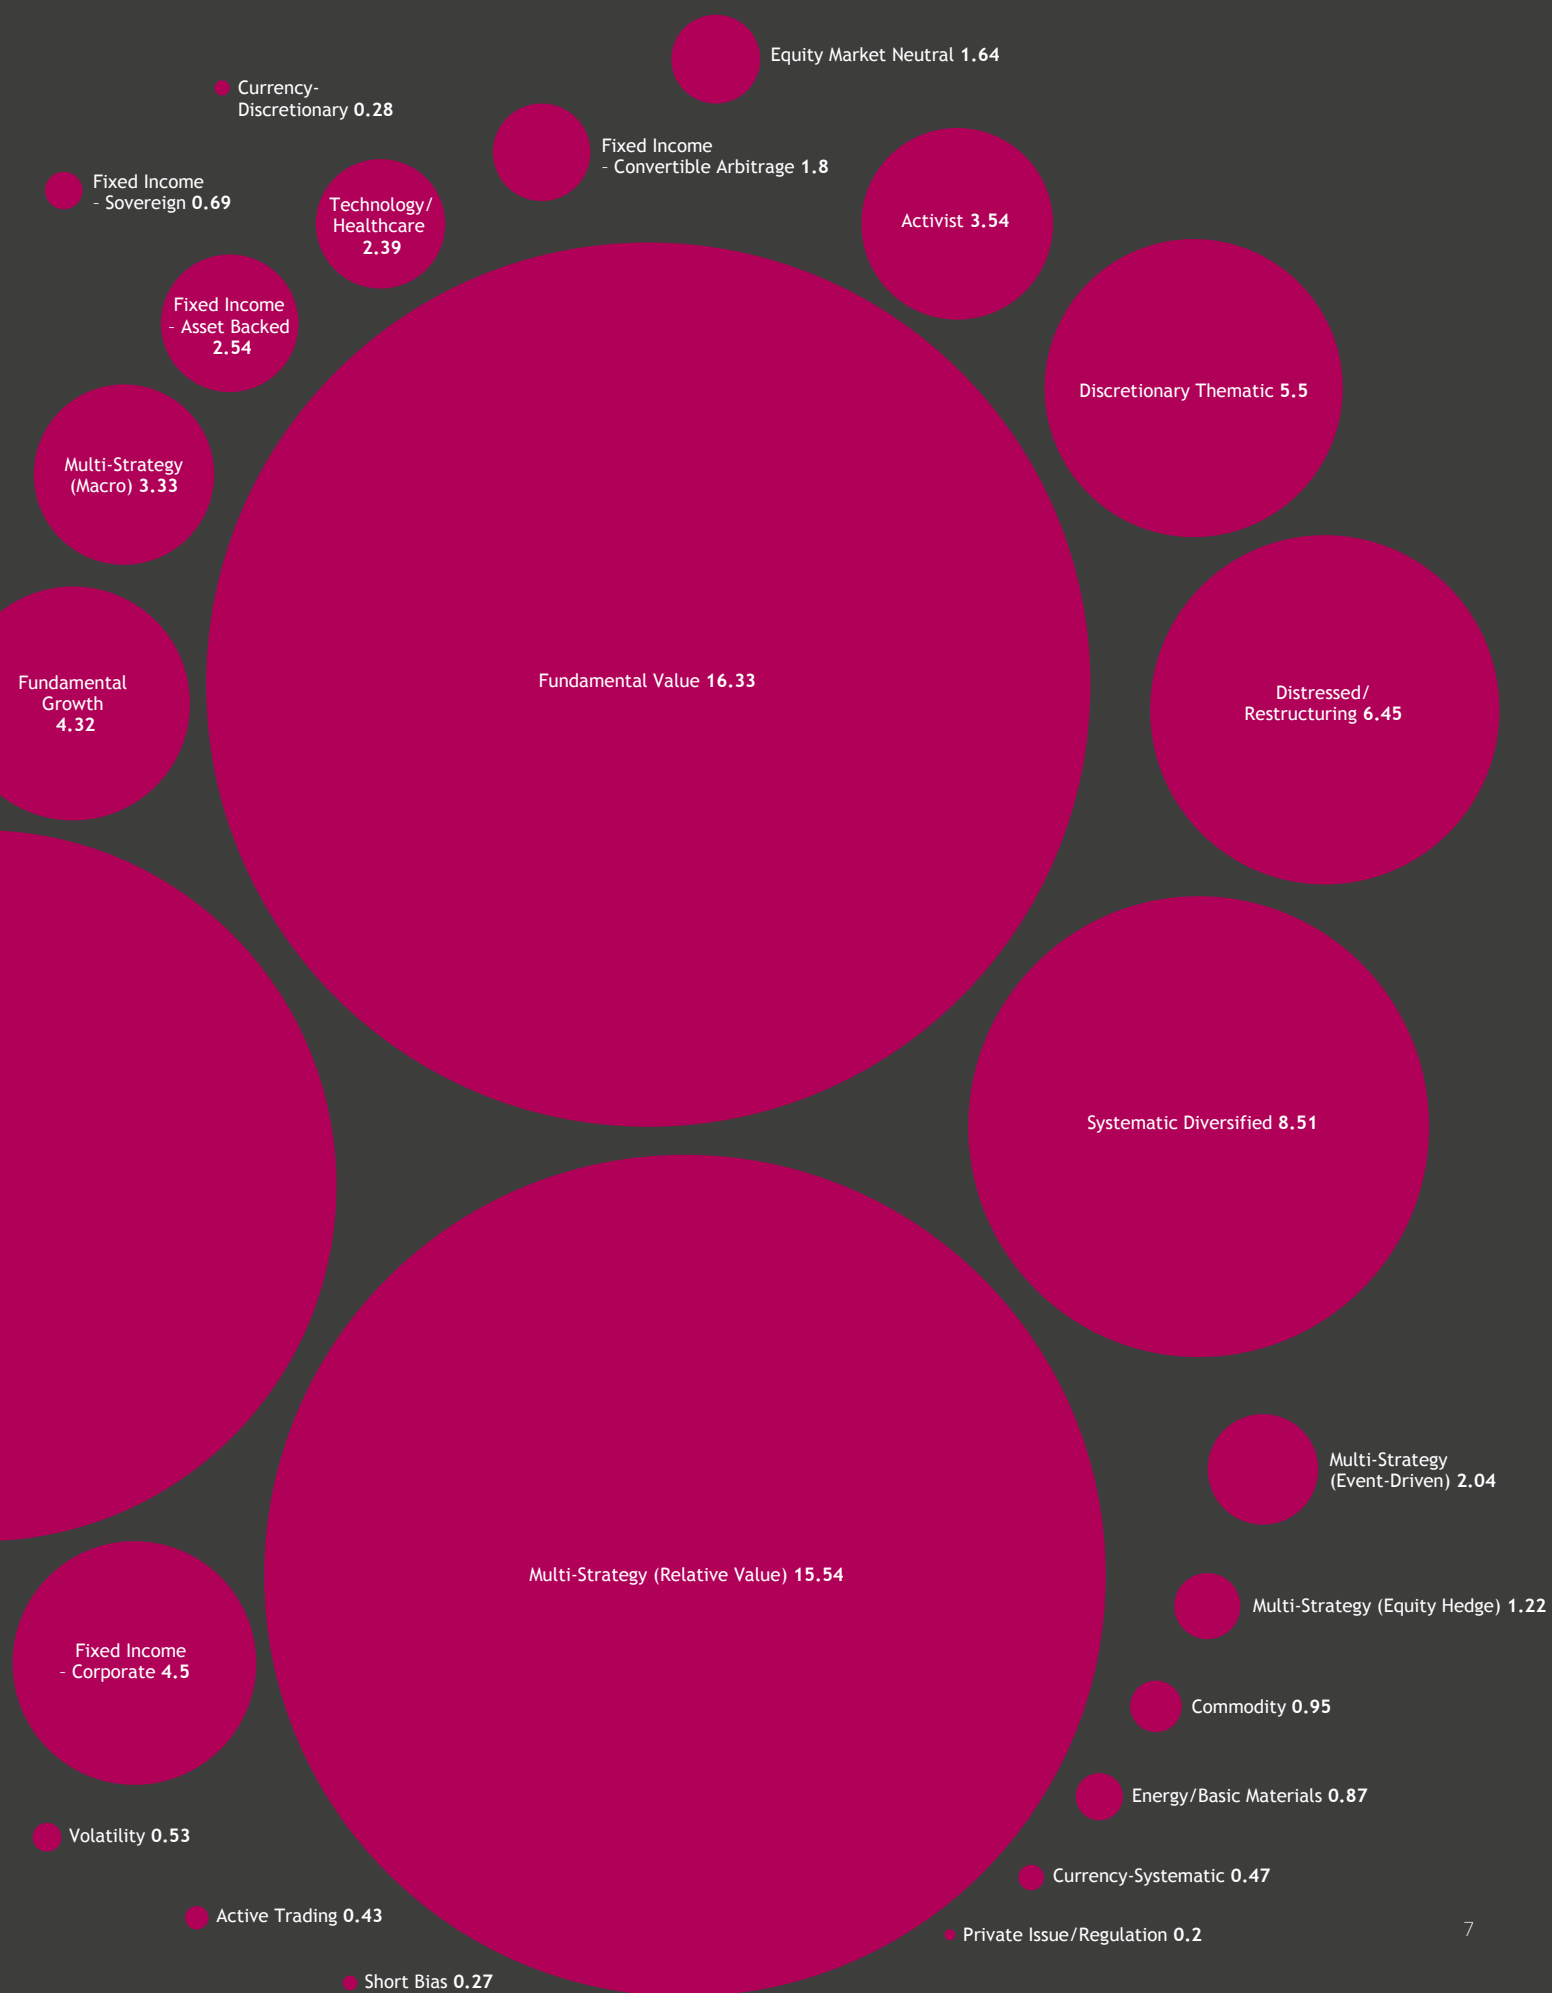 Equity Market Neutral 1.64
Currency-
Discretionary 0.28
Fixed Income
- Convertible Arbitrage 1.8
Fixed Income
- Sovereign 0.69
Technology/
Healthcare
2.39
Activist 3.54
Fixed Income
- Asset Backed
2.54
Discretionary Thematic 5.5
Multi-Strategy
(Macro) 3.33
Fundamental
Growth
4.32
Fundamental Value 16.33
Distressed/
Restructuring 6.45
Systematic Diversified 8.51
Multi-Strategy
(Event-Driven) 2.04
Multi-Strategy (Relative Value) 15.54
Multi-Strategy (Equity Hedge) 1.22
Fixed Income
- Corporate 4.5
Commodity 0.95
Energy/Basic Materials 0.87
Volatility 0.53
Currency-Systematic 0.47
Active Trading 0.43
Private Issue/Regulation 0.2
7
Short Bias 0.27